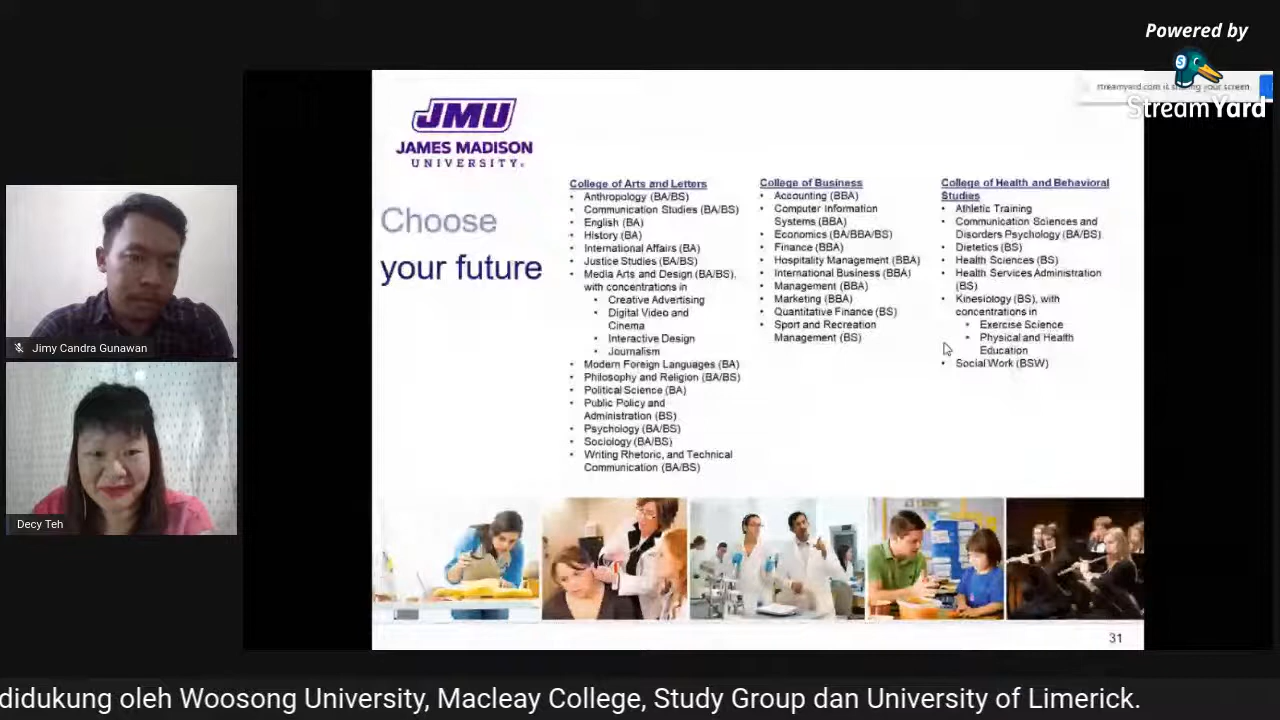 Powered by
StreamYard
streamyard.com is sharing your screen
JMU
JAMES MADISON
UNIVERSITY.
Choose
your future
College of Arts and Letters
• Anthropology (BA/BS)
• Communication Studies (BA/BS)
• English (BA)
• History (BA)
• International Affairs (BA)
• Justice Studies (BA/BS)
• Media Arts and Design (BA/BS),
with concentrations in
• Creative Advertising
• Digital Video and
Cinema
• Interactive Design
• Journalism
• Modern Foreign Languages (BA)
• Philosophy and Religion (BA/BS)
• Political Science (BA)
• Public Policy and
Administration (BS)
• Psychology (BA/BS)
• Sociology (BA/BS)
• Writing Rhetoric, and Technical
Communication (BA/BS)
College of Business
• Accounting (BBA)
• Computer Information
Systems (BBA)
• Economics (BA/BBA/BS)
• Finance (BBA)
• Hospitality Management (BBA)
• International Business (BBA)
• Management (BBA)
• Marketing (BBA)
• Quantitative Finance (BS)
• Sport and Recreation
Management (BS)
College of Health and Behavioral
Studies
• Athletic Training
• Communication Sciences and
Disorders Psychology (BA/BS)
• Dietetics (BS)
• Health Sciences (BS)
• Health Services Administration
(BS)
• Kinesiology (BS), with
concentrations in
• Exercise Science
• Physical and Health
Education
• Social Work (BSW)
31
Jimy Candra Gunawan
Decy Teh
didukung oleh Woosong University, Macleay College, Study Group dan University of Limerick.